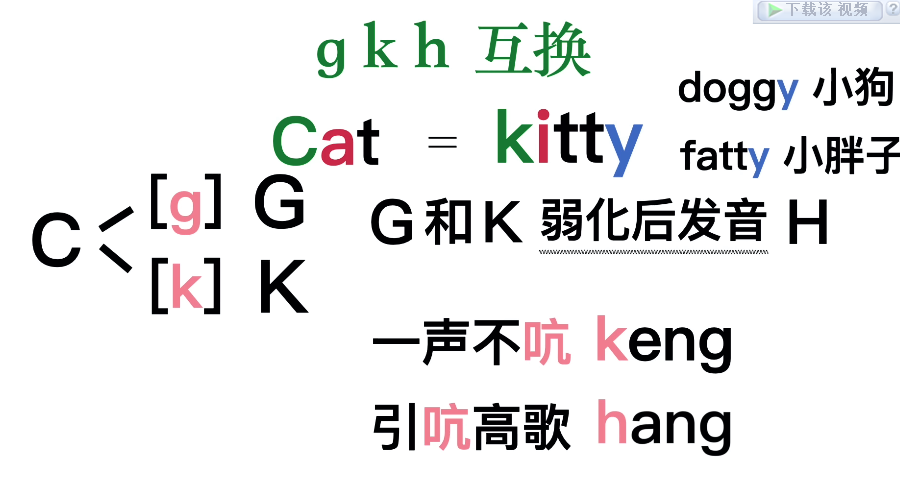 下载该 视频
g k h 互换
doggy 小狗
Cat = kitty
fatty 小胖子
C [g] G
[k] K
G和K 弱化后发音 H
一声不吭 keng
引吭高歌 hang